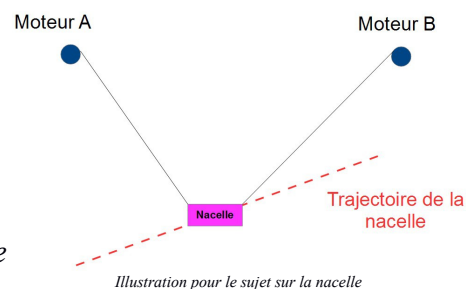 Moteur A
Moteur B
Nacelle
Trajectoire de la
nacelle
e
Illustration pour le sujet sur la nacelle